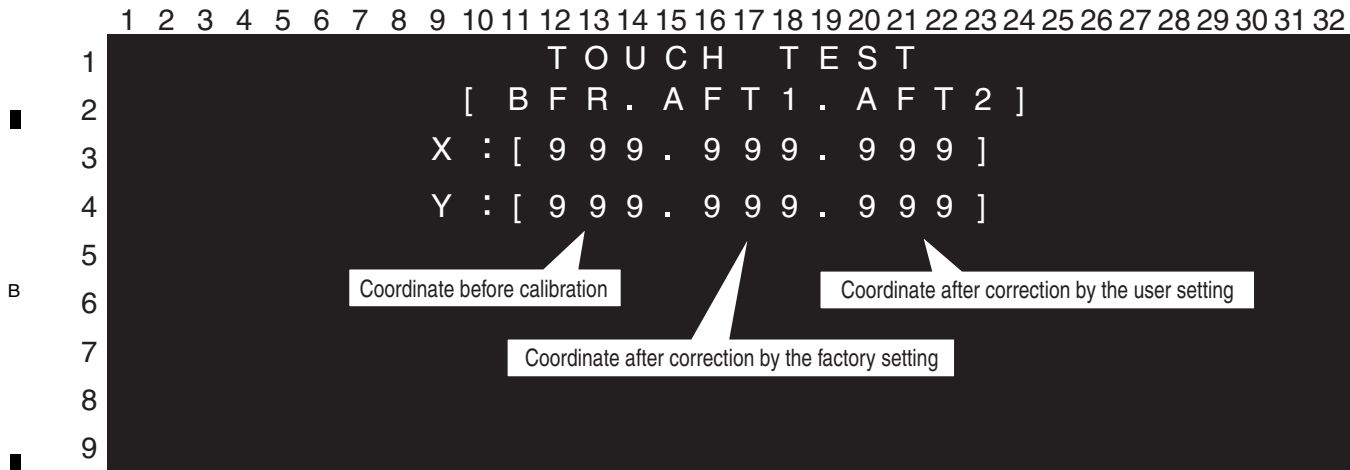 1 2 3 4 5 6 7 8 9 10 11 12 13 14 15 16 17 18 19 20 21 22 23 24 25 26 27 28 29 30 31 32
1 TOUCH TEST
2 [ BFR. AFT1. AFT2 ]
3 X :[ 999. 999. 999 ]
4 Y :[ 999. 999. 999 ]
5
B 6 Coordinate before calibration Coordinate after correction by the user setting
7 Coordinate after correction by the factory setting
8
9